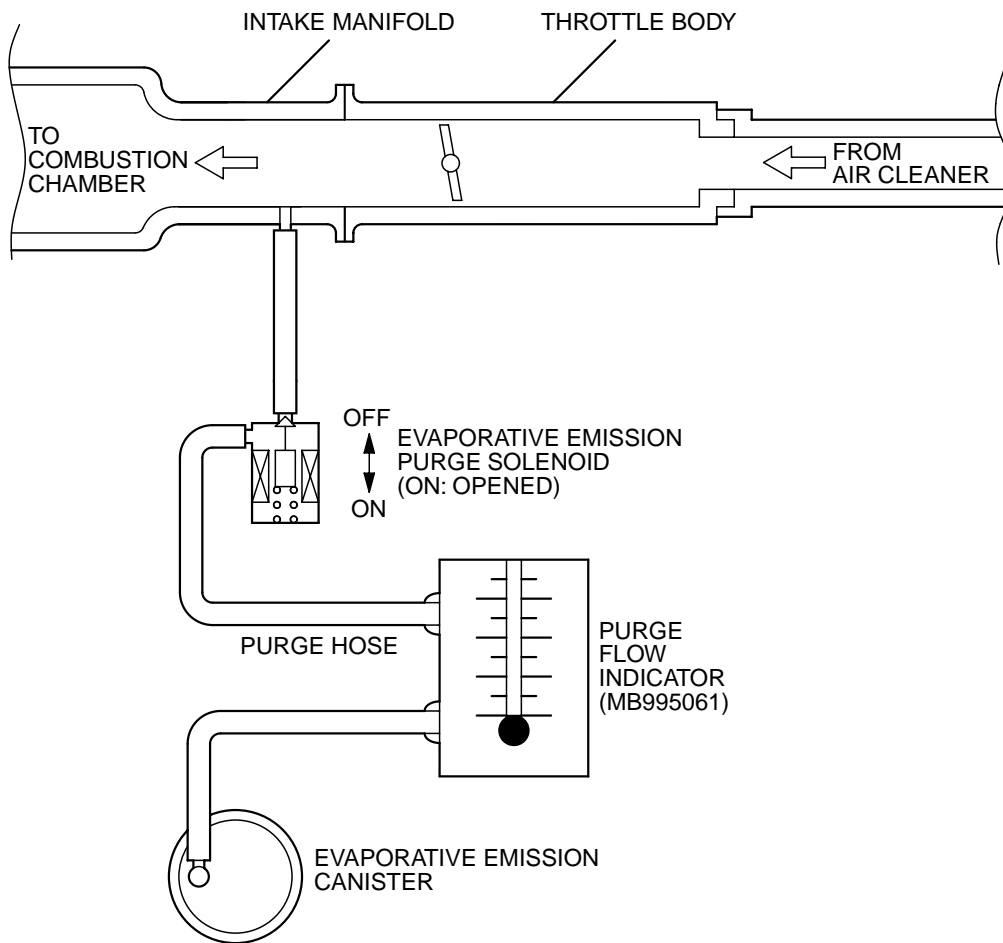 INTAKE MANIFOLD
THROTTLE BODY
TO
COMBUSTION
CHAMBER
FROM
AIR CLEANER
OFF
ON
EVAPORATIVE EMISSION
PURGE SOLENOID
(ON: OPENED)
PURGE HOSE
PURGE
FLOW
INDICATOR
(MB995061)
EVAPORATIVE EMISSION
CANISTER